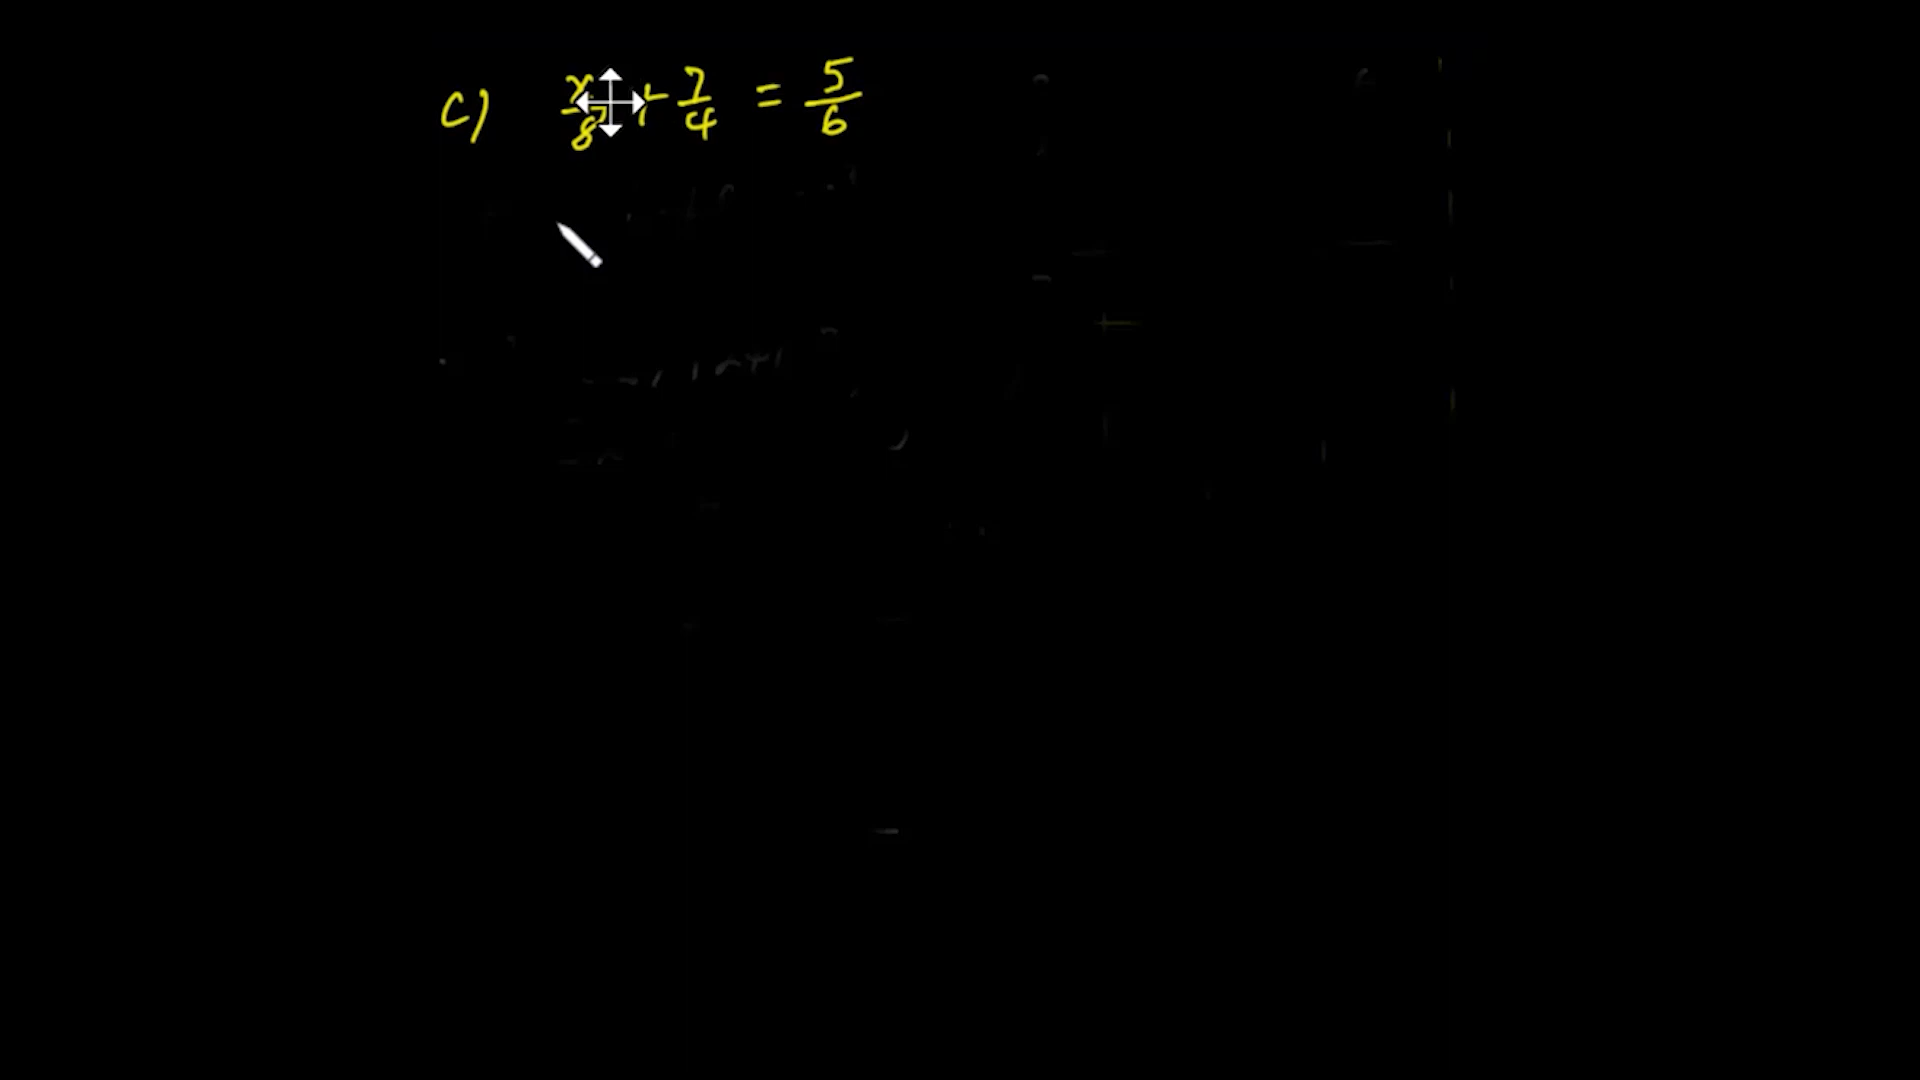 c) x/8 + 7/4 = 5/6